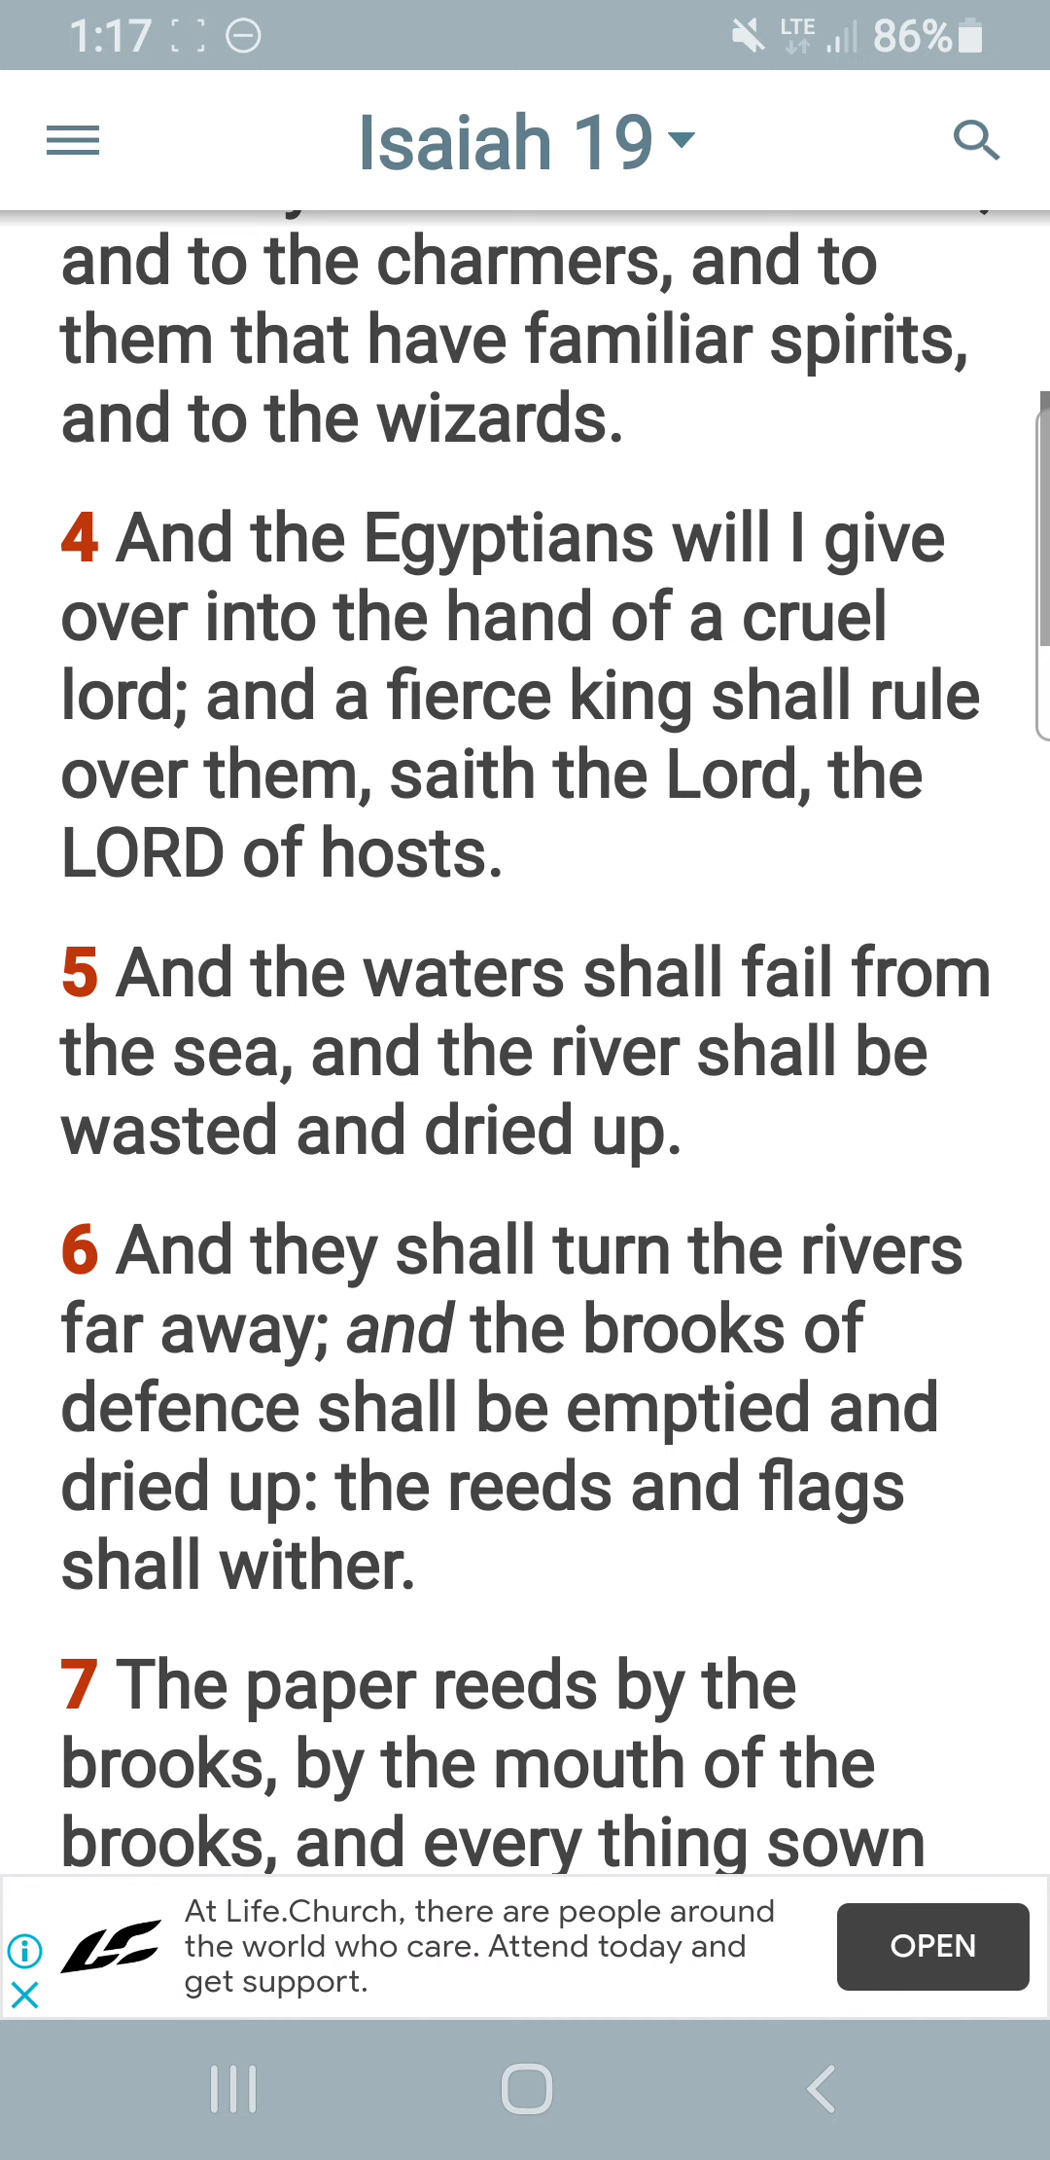 1:17 LTE 86%
Isaiah 19
and to the charmers, and to
them that have familiar spirits,
and to the wizards.
4 And the Egyptians will I give
over into the hand of a cruel
lord; and a fierce king shall rule
over them, saith the Lord, the
LORD of hosts.
5 And the waters shall fail from
the sea, and the river shall be
wasted and dried up.
6 And they shall turn the rivers
far away; and the brooks of
defence shall be emptied and
dried up: the reeds and flags
shall wither.
7 The paper reeds by the
brooks, by the mouth of the
brooks, and every thing sown
At Life.Church, there are people around
the world who care. Attend today and
get support.
OPEN